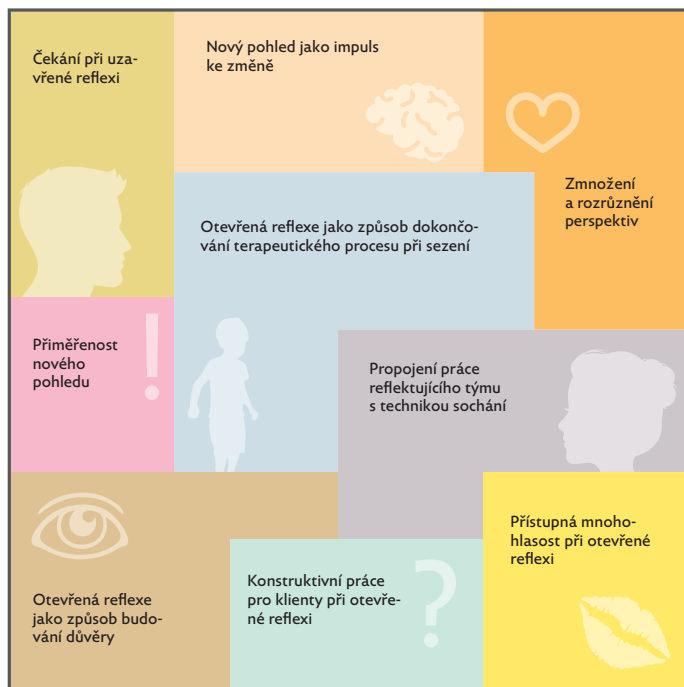 Čekání při uza-
vřené reflexi
Nový pohled jako impuls
ke změně
Zmnožení
a rozrůznění
perspektiv
Otevřená reflexe jako způsob dokončo-
vání terapeutického procesu při sezení
Přiměřenost
nového
pohledu
!
Propojení práce
reflektujícího týmu
s technikou sochání
Otevřená reflexe
jako způsob budo-
vání důvěry
Konstruktivní práce
pro klienty při otevře-
né reflexi
?
Přístupná mnoho-
hlasost při otevřené
reflexi